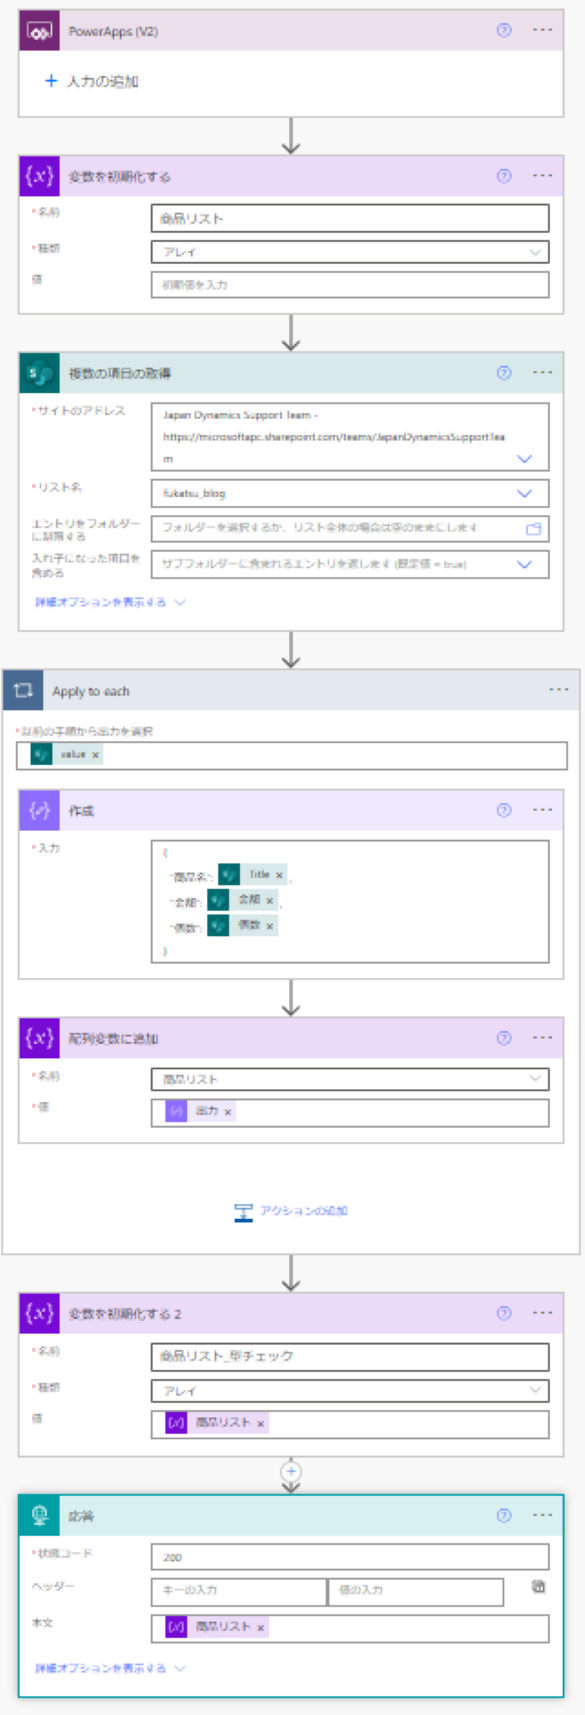 PowerApps (V2)
+ 入力の追加
{x} 変数を初期化する
*名前 商品リスト
*種類 アレイ
値 初期値を入力
複数の項目の取得
*サイトのアドレス Japan Dynamics Support Team -
https://microsoftapc.sharepoint.com/teams/JapanDynamicsSupportTea
m
*リスト名 fukatsu_blog
エントリをフォルダー
に制限する
フォルダーを選択するか、リスト全体の場合は空のままにします
入れ子になった項目を
含める
サブフォルダーに含まれるエントリを返します (既定値 = true)
詳細オプションを表示する
Apply to each
*以前の手順から出力を選択
value x
作成
*入力 {
"商品名": Title x ,
"金額": 金額 x ,
"個数": 個数 x
}
{x} 配列変数に追加
*名前 商品リスト
*値 出力 x
アクションの追加
{x} 変数を初期化する 2
*名前 商品リスト_型チェック
*種類 アレイ
値 {x} 商品リスト x
応答
*状態コード 200
ヘッダー キーの入力 値の入力
本文 {x} 商品リスト x
詳細オプションを表示する